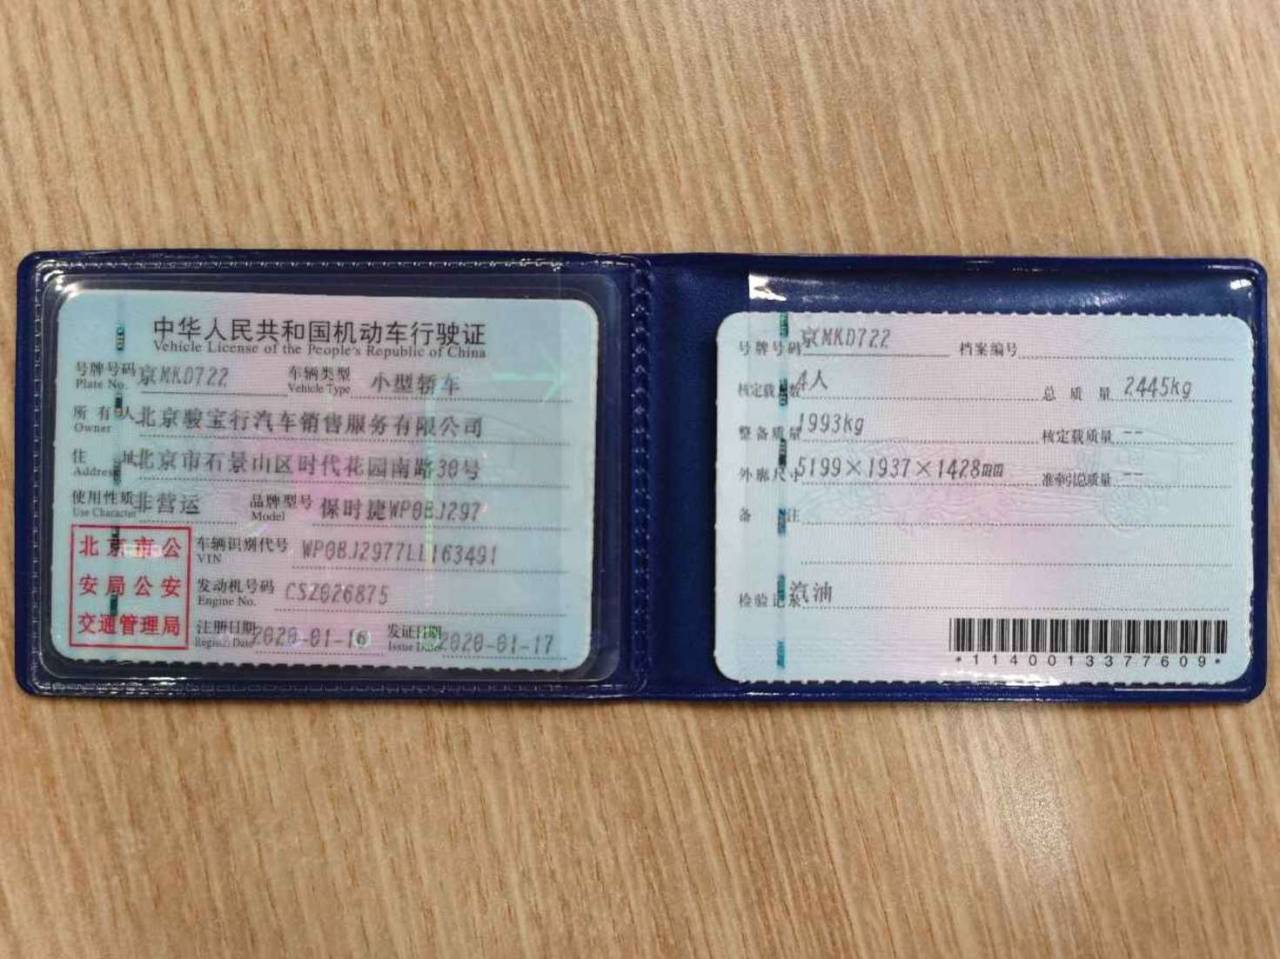 中华人民共和国机动车行驶证
Vehicle License of the People's Republic of China
号牌号码 京MKD722 车辆类型 小型轿车
Plate No. Vehicle Type
所有人 北京骏宝行汽车销售服务有限公司
Owner
住址 北京市石景山区时代花园南路30号
Address
使用性质 非营运 品牌型号 保时捷WP0BJ297
Use Character Model
北京市公
安局公安
交通管理局
车辆识别代号 WP0BJ2977LL163491
VIN
发动机号码 CSZ026875
Engine No.
注册日期 2020-01-16 发证日期 2020-01-17
Register Date Issue Date
号牌号码 京MKD722 档案编号
核定载人数 4人 总质量 2445kg
整备质量 1993kg 核定载质量 --
外廓尺寸 5199×1937×1428mm 准牵引总质量 --
备注
检验记录 汽油
*1140013377609*